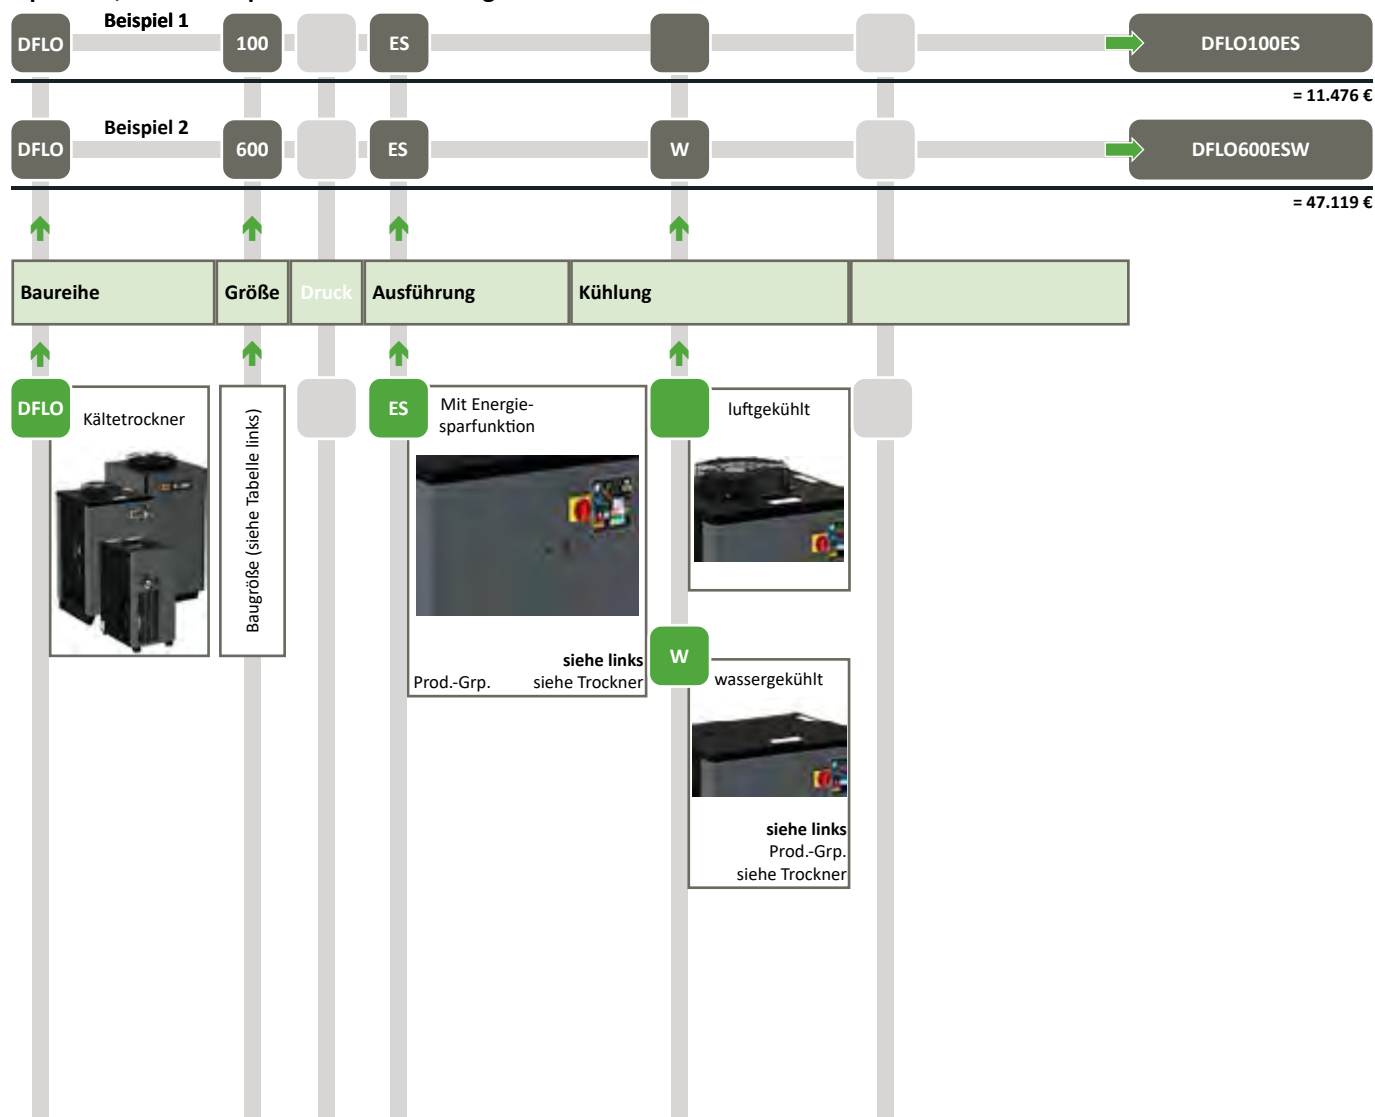 Beispiel 1
DFLO
100
ES
DFLO100ES
= 11.476 €
Beispiel 2
DFLO
600
ES
W
DFLO600ESW
= 47.119 €
Baureihe
Größe
Druck
Ausführung
Kühlung
DFLO
Kältetrockner
Baugröße (siehe Tabelle links)
ES
Mit Energie-
sparfunktion
siehe links
Prod.-Grp. siehe Trockner
luftgekühlt
W
wassergekühlt
siehe links
Prod.-Grp.
siehe Trockner